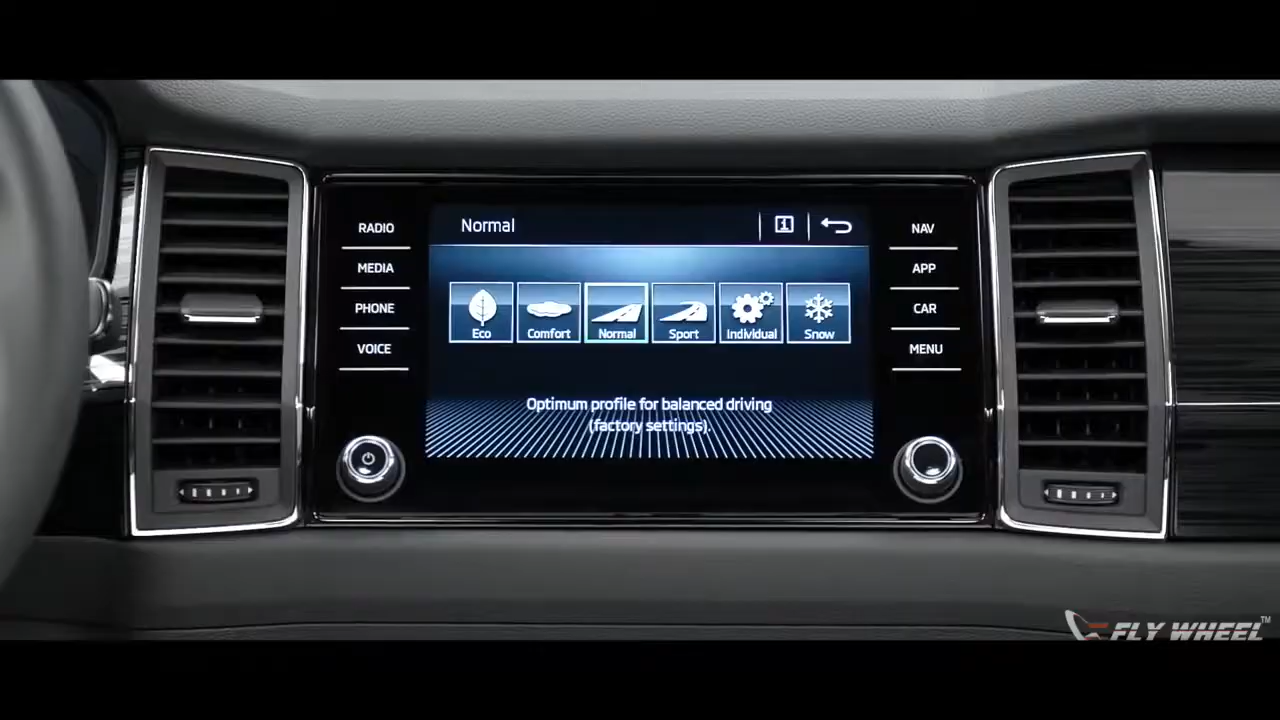 RADIO
MEDIA
PHONE
VOICE
Normal
Eco
Comfort
Normal
Sport
Individual
Snow
Optimum profile for balanced driving
(factory settings).
NAV
APP
CAR
MENU
FLY WHEEL™